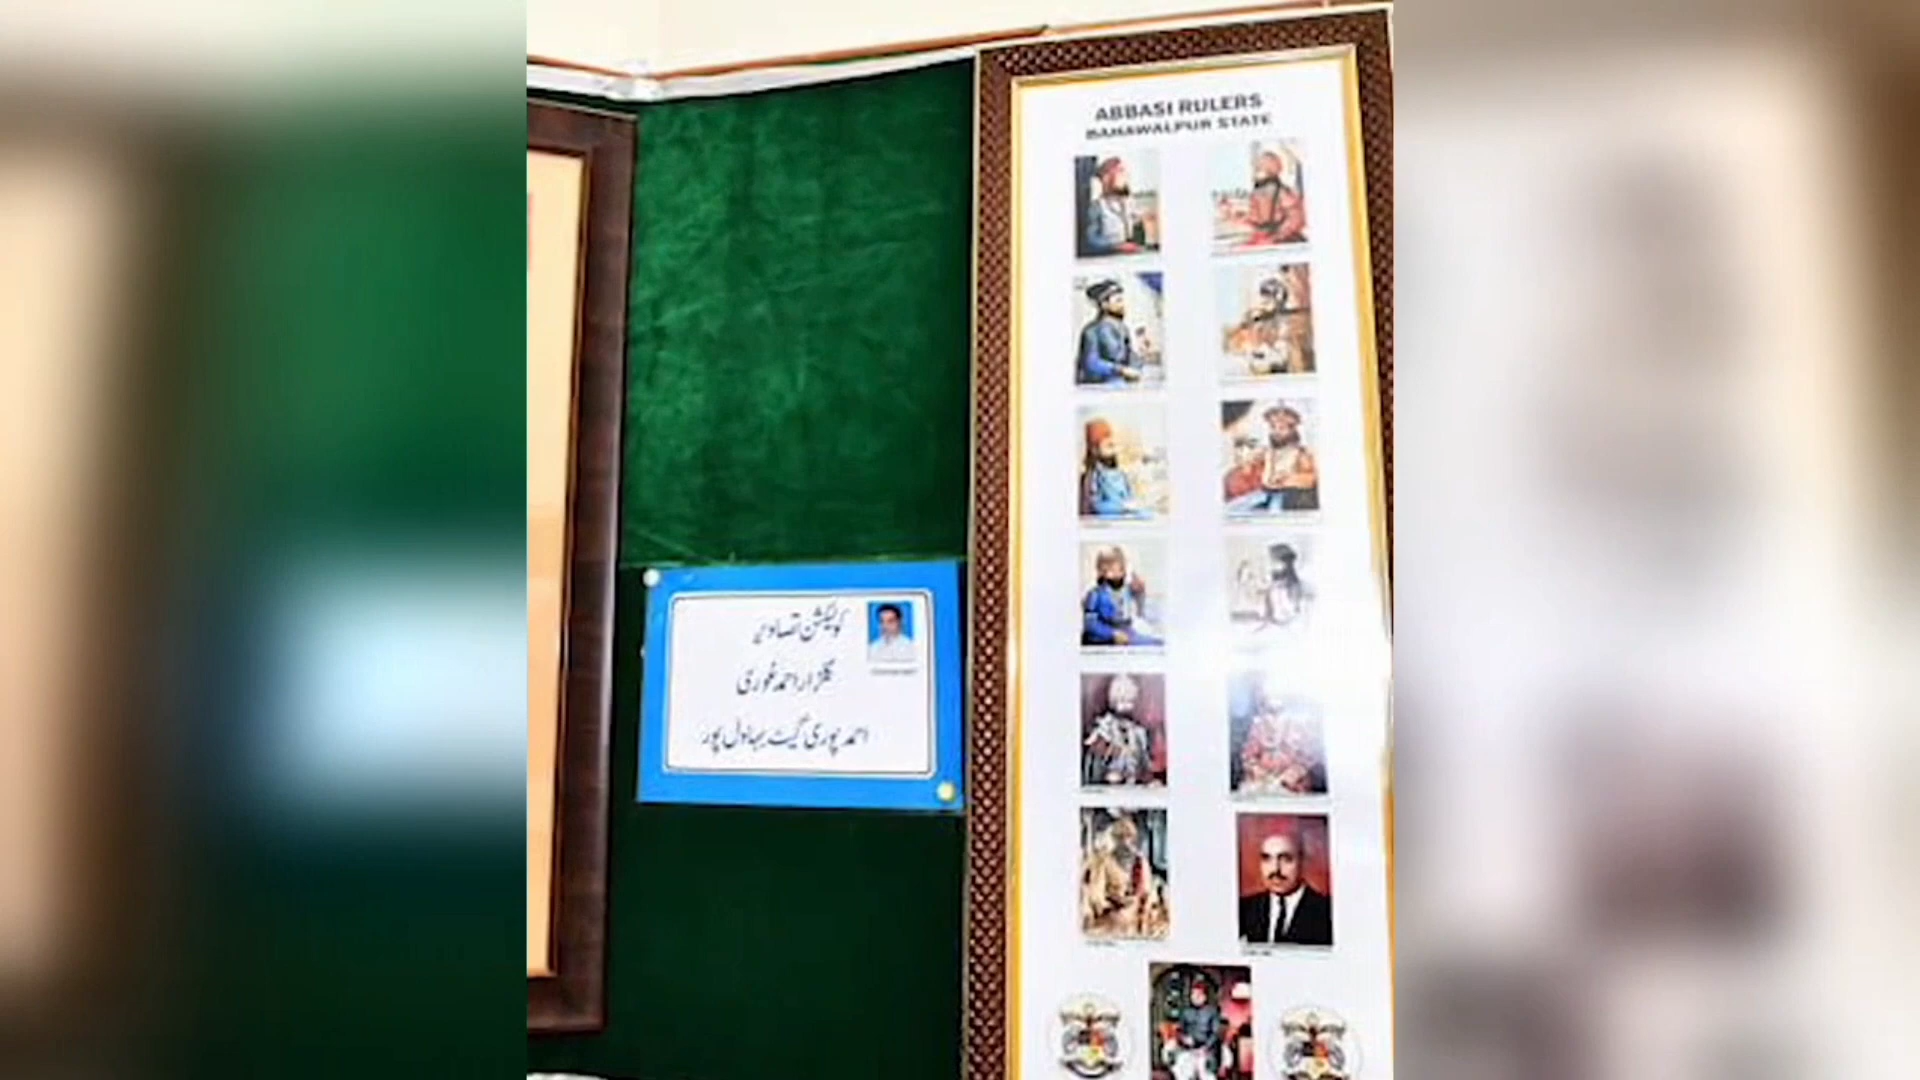 ABBASI RULERS
BAHAWALPUR STATE
کولیکشن تصاویر
گلزار احمد غوری
احمد پوری گیٹ بہاول پور